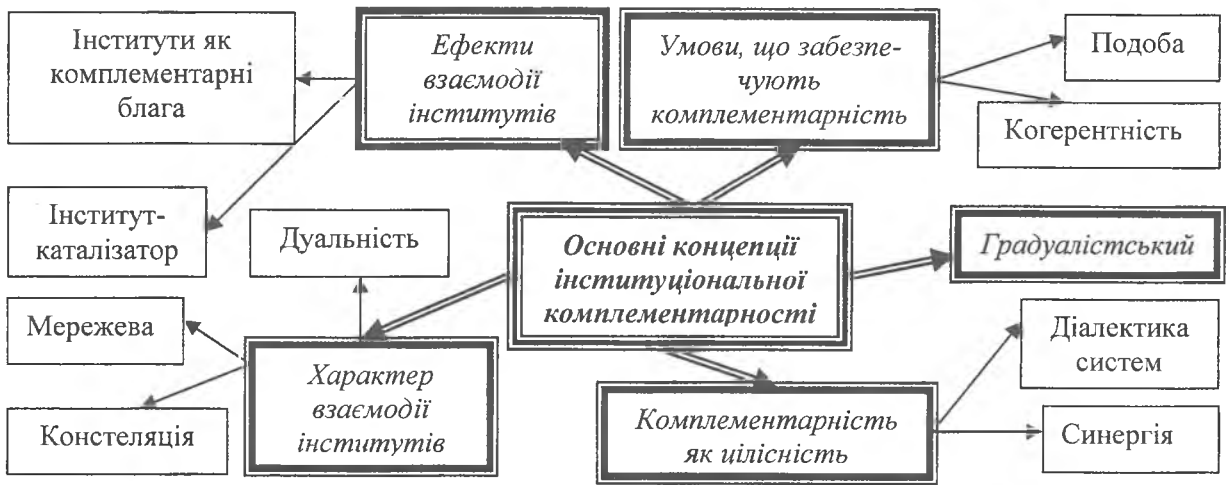 Інститути як
комплементарні
блага
Ефекти
взаємодії
інститутів
Умови, що забезпе-
чують
комплементарність
Подоба
Когерентність
Інститут-
каталізатор
Дуальність
Основні концепції
інституціональної
комплементарності
Градуалістський
Мережева
Констеляція
Характер
взаємодії
інститутів
Комплементарність
як цілісність
Діалектика
систем
Синергія